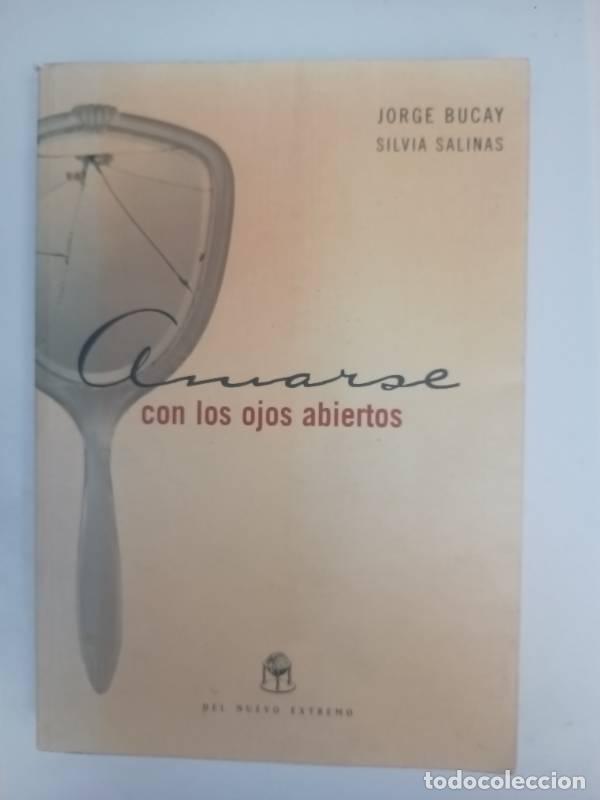 JORGE BUCAY
SILVIA SALINAS
Amarse
con los ojos abiertos
DEL NUEVO EXTREMO
todocoleccion